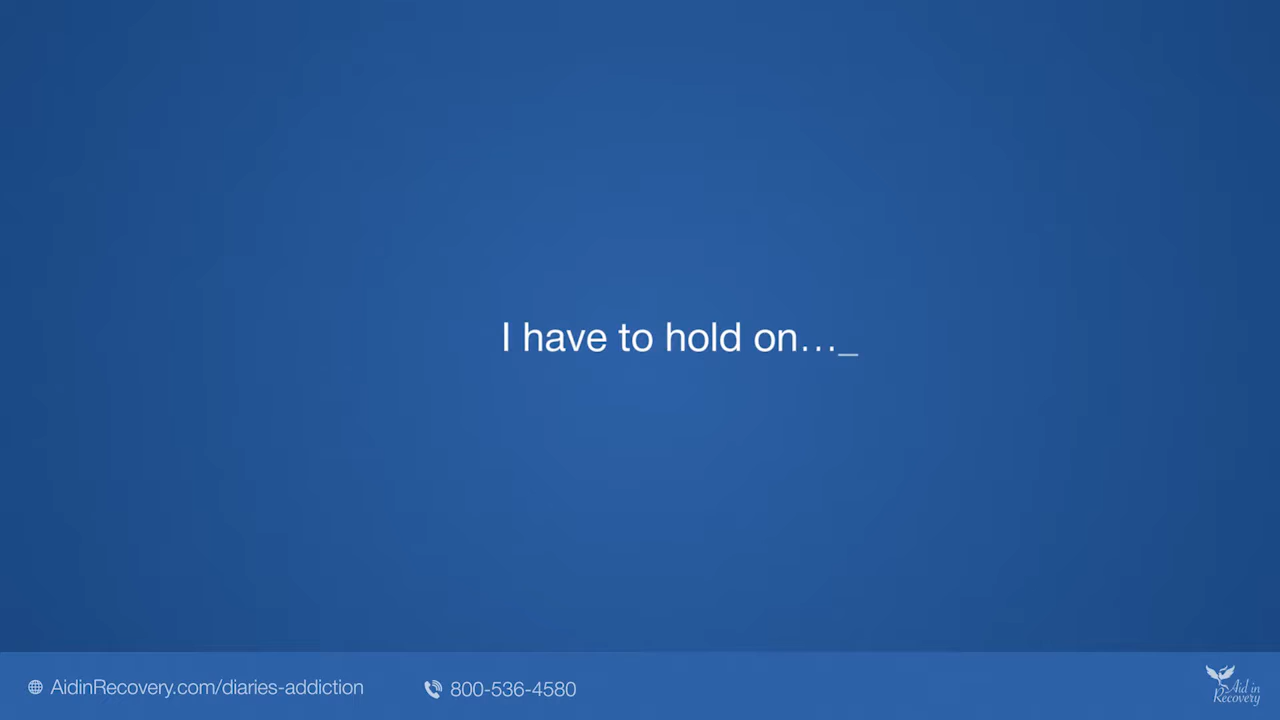 I have to hold on…_
AidinRecovery.com/diaries-addiction
800-536-4580
Aid in
Recovery